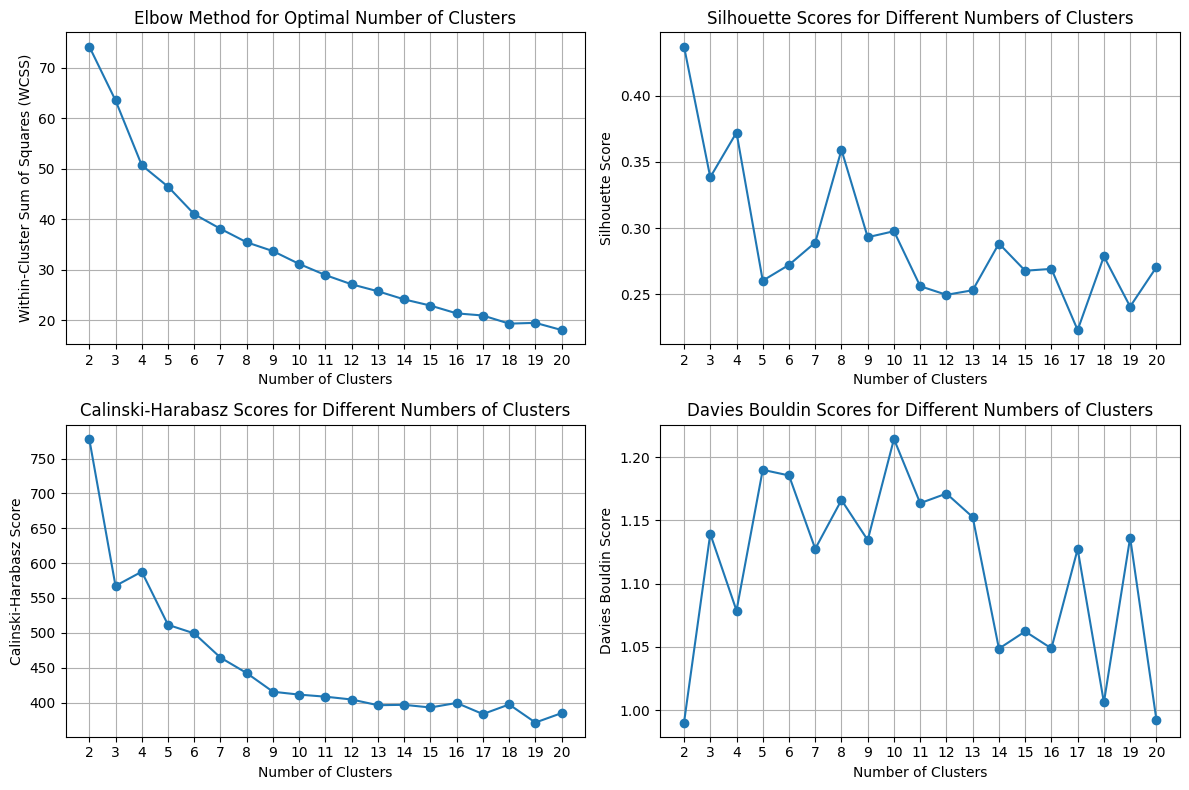 Elbow Method for Optimal Number of Clusters
Within-Cluster Sum of Squares (WCSS)
70
60
50
40
30
20
2 3 4 5 6 7 8 9 10 11 12 13 14 15 16 17 18 19 20
Number of Clusters
Silhouette Scores for Different Numbers of Clusters
Silhouette Score
0.40
0.35
0.30
0.25
2 3 4 5 6 7 8 9 10 11 12 13 14 15 16 17 18 19 20
Number of Clusters
Calinski-Harabasz Scores for Different Numbers of Clusters
Calinski-Harabasz Score
750
700
650
600
550
500
450
400
2 3 4 5 6 7 8 9 10 11 12 13 14 15 16 17 18 19 20
Number of Clusters
Davies Bouldin Scores for Different Numbers of Clusters
Davies Bouldin Score
1.20
1.15
1.10
1.05
1.00
2 3 4 5 6 7 8 9 10 11 12 13 14 15 16 17 18 19 20
Number of Clusters